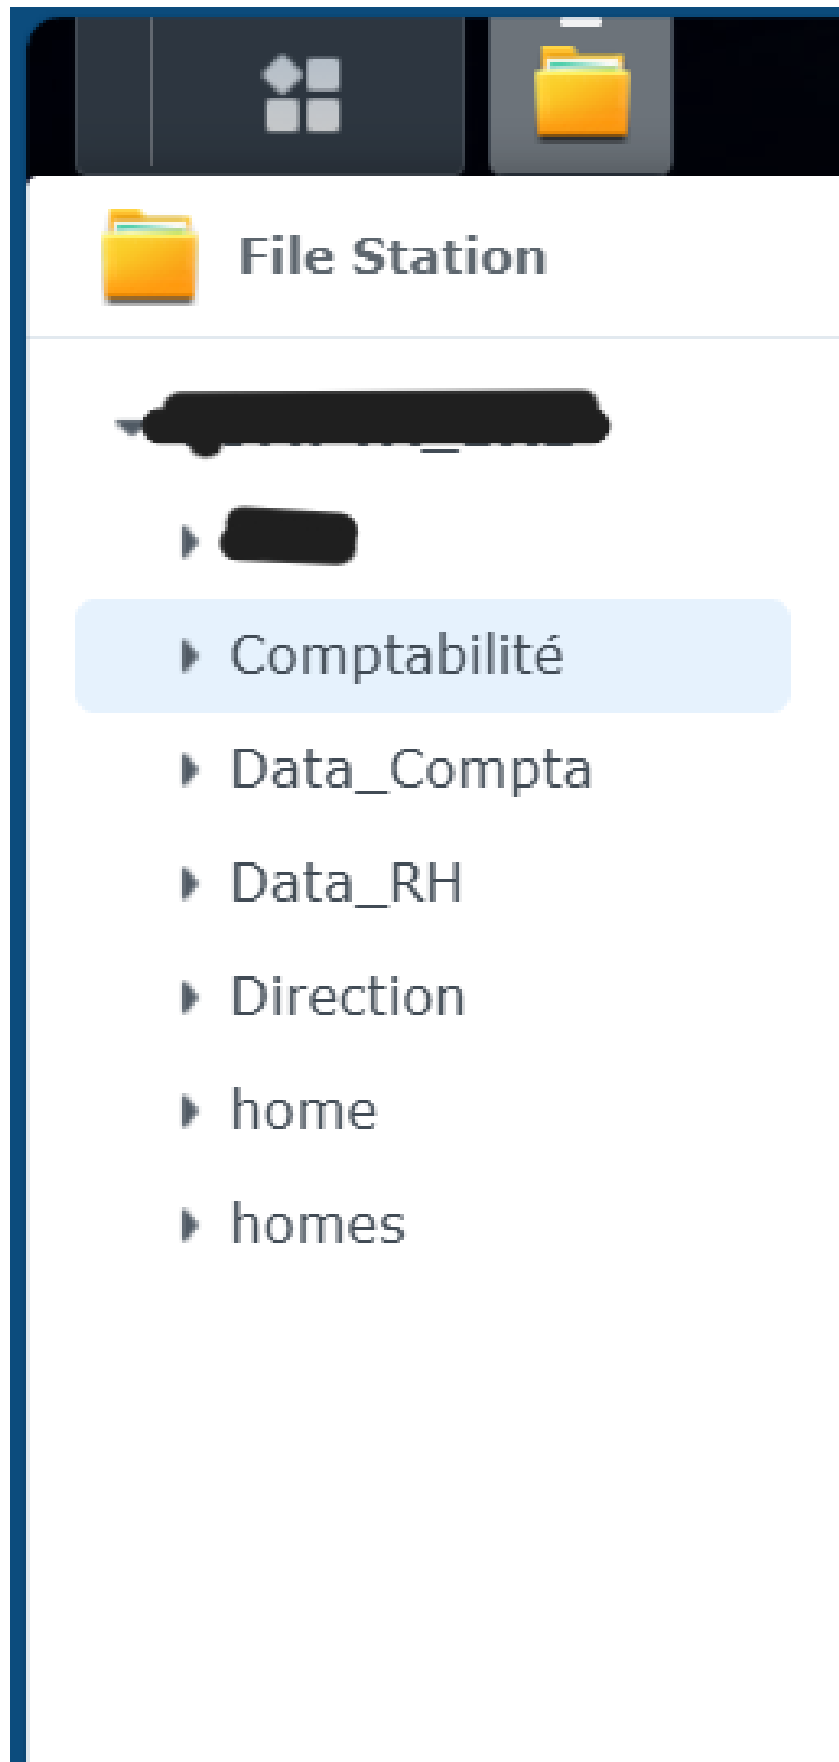 File Station
Comptabilité
Data_Compta
Data_RH
Direction
home
homes